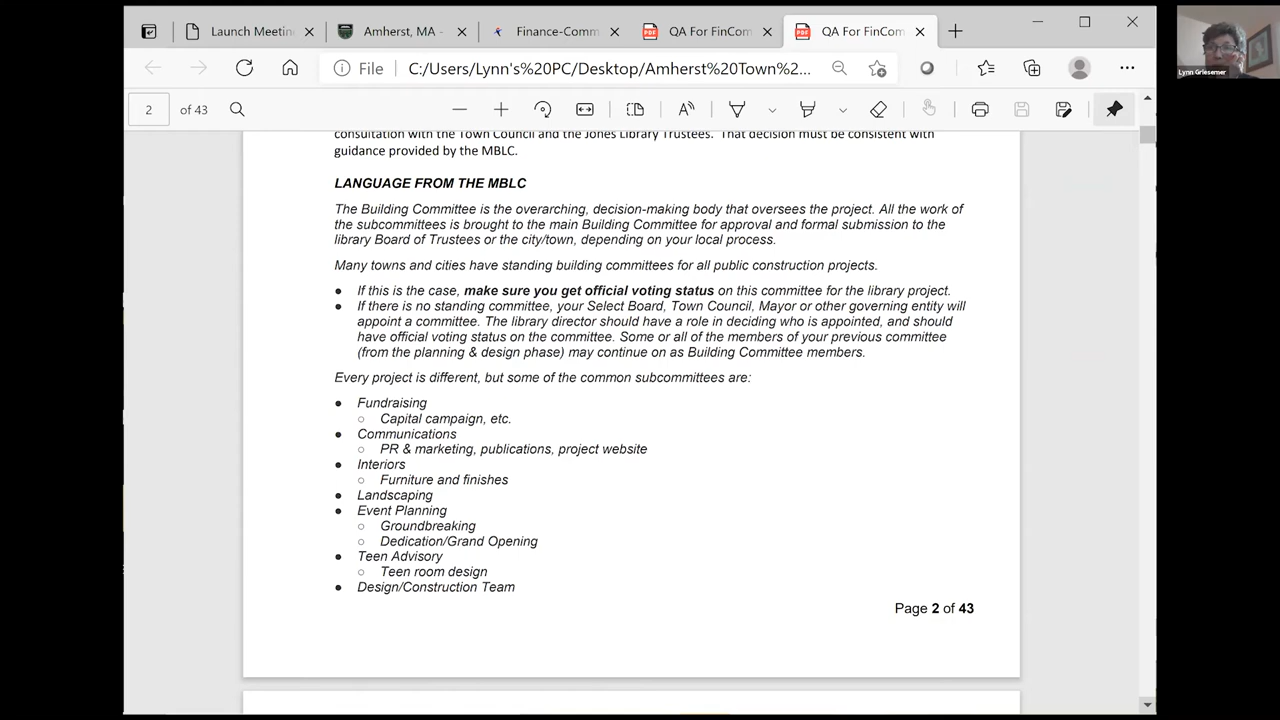 Launch Meetin
Amherst, MA -
Finance-Comm
QA For FinCom
QA For FinCom
File
C:/Users/Lynn's%20PC/Desktop/Amherst%20Town%2...
2 of 43
consultation with the Town Council and the Jones Library Trustees. That decision must be consistent with
guidance provided by the MBLC.
LANGUAGE FROM THE MBLC
The Building Committee is the overarching, decision-making body that oversees the project. All the work of
the subcommittees is brought to the main Building Committee for approval and formal submission to the
library Board of Trustees or the city/town, depending on your local process.
Many towns and cities have standing building committees for all public construction projects.
● If this is the case, make sure you get official voting status on this committee for the library project.
● If there is no standing committee, your Select Board, Town Council, Mayor or other governing entity will
appoint a committee. The library director should have a role in deciding who is appointed, and should
have official voting status on the committee. Some or all of the members of your previous committee
(from the planning & design phase) may continue on as Building Committee members.
Every project is different, but some of the common subcommittees are:
● Fundraising
○ Capital campaign, etc.
● Communications
○ PR & marketing, publications, project website
● Interiors
○ Furniture and finishes
● Landscaping
● Event Planning
○ Groundbreaking
○ Dedication/Grand Opening
● Teen Advisory
○ Teen room design
● Design/Construction Team
Page 2 of 43
Lynn Griesemer